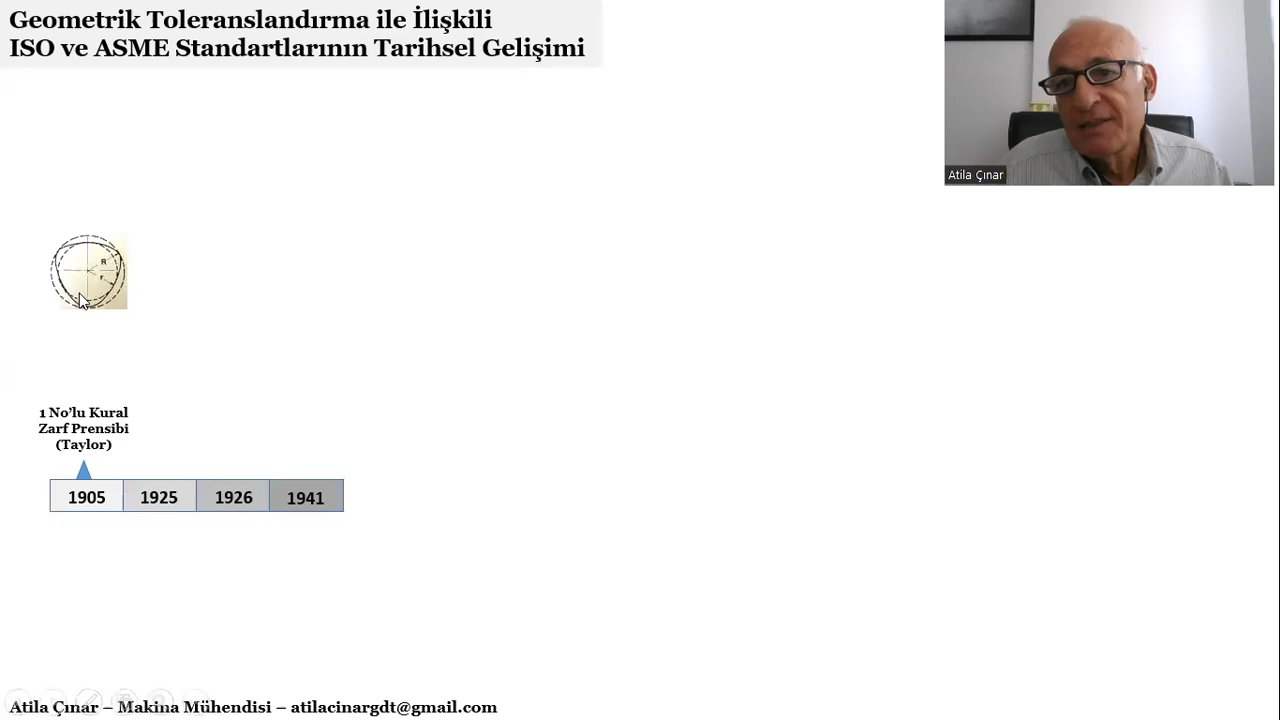 Geometrik Toleranslandırma ile İlişkili
ISO ve ASME Standartlarının Tarihsel Gelişimi
Atila Çınar
R
r
1 No’lu Kural
Zarf Prensibi
(Taylor)
1905 1925 1926 1941
Atila Çınar – Makina Mühendisi – atilacinargdt@gmail.com